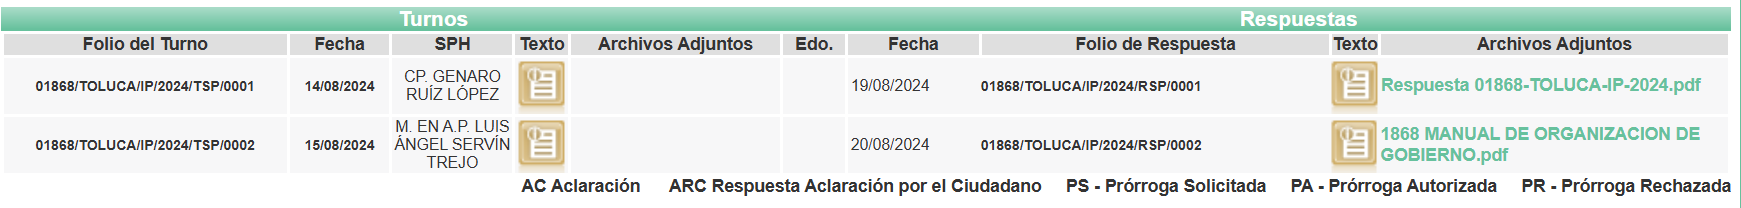 Turnos Respuestas
Folio del Turno Fecha SPH Texto Archivos Adjuntos Edo. Fecha Folio de Respuesta Texto Archivos Adjuntos
01868/TOLUCA/IP/2024/TSP/0001 14/08/2024 CP. GENARO RUÍZ LÓPEZ 19/08/2024 01868/TOLUCA/IP/2024/RSP/0001 Respuesta 01868-TOLUCA-IP-2024.pdf
01868/TOLUCA/IP/2024/TSP/0002 15/08/2024 M. EN A.P. LUIS ÁNGEL SERVÍN TREJO 20/08/2024 01868/TOLUCA/IP/2024/RSP/0002 1868 MANUAL DE ORGANIZACION DE GOBIERNO.pdf
AC Aclaración ARC Respuesta Aclaración por el Ciudadano PS - Prórroga Solicitada PA - Prórroga Autorizada PR - Prórroga Rechazada